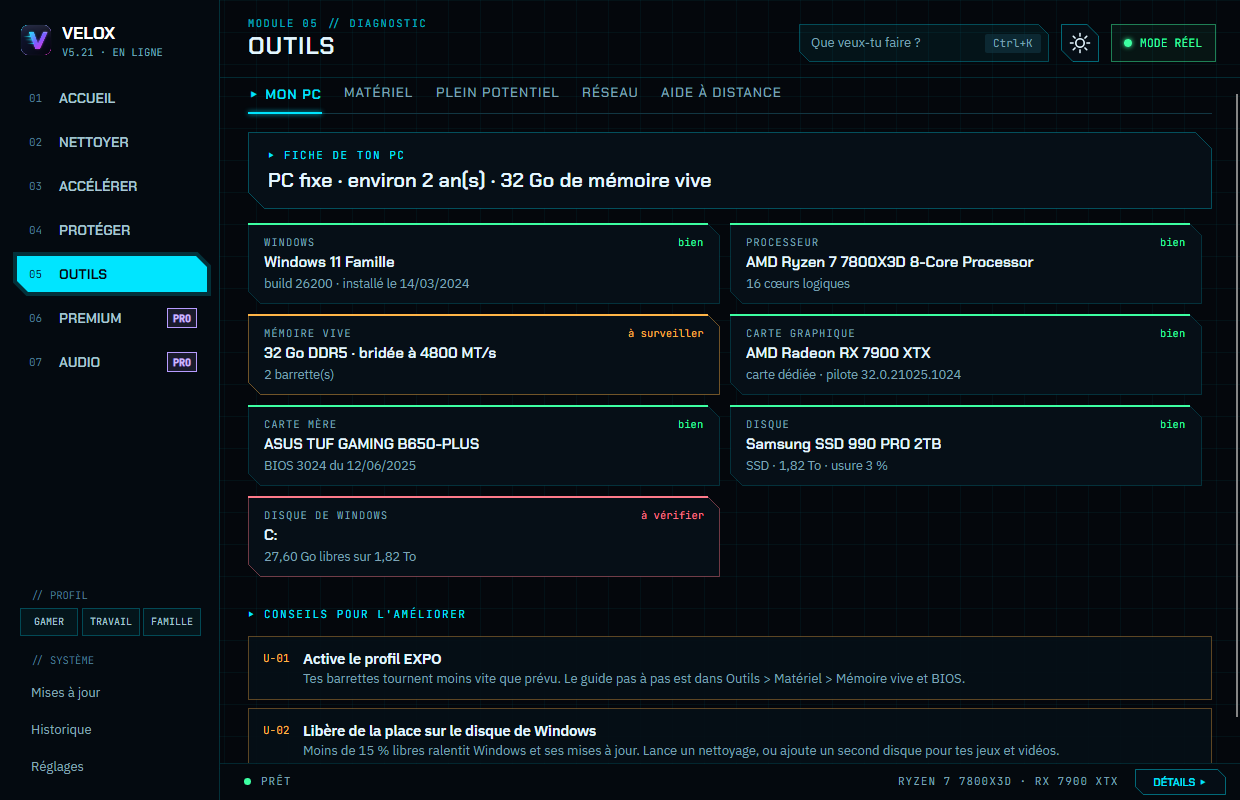 VELOX
V5.21 · EN LIGNE
01 ACCUEIL
02 NETTOYER
03 ACCÉLÉRER
04 PROTÉGER
05 OUTILS
06 PREMIUM PRO
07 AUDIO PRO
// PROFIL
GAMER TRAVAIL FAMILLE
// SYSTÈME
Mises à jour
Historique
Réglages
MODULE 05 // DIAGNOSTIC
OUTILS
Que veux-tu faire ? Ctrl+K
MODE RÉEL
▸ MON PC MATÉRIEL PLEIN POTENTIEL RÉSEAU AIDE À DISTANCE
▸ FICHE DE TON PC
PC fixe · environ 2 an(s) · 32 Go de mémoire vive
WINDOWS bien
Windows 11 Famille
build 26200 · installé le 14/03/2024
PROCESSEUR bien
AMD Ryzen 7 7800X3D 8-Core Processor
16 cœurs logiques
MÉMOIRE VIVE à surveiller
32 Go DDR5 · bridée à 4800 MT/s
2 barrette(s)
CARTE GRAPHIQUE bien
AMD Radeon RX 7900 XTX
carte dédiée · pilote 32.0.21025.1024
CARTE MÈRE bien
ASUS TUF GAMING B650-PLUS
BIOS 3024 du 12/06/2025
DISQUE bien
Samsung SSD 990 PRO 2TB
SSD · 1,82 To · usure 3 %
DISQUE DE WINDOWS à vérifier
C:
27,60 Go libres sur 1,82 To
▸ CONSEILS POUR L'AMÉLIORER
U-01 Active le profil EXPO
Tes barrettes tournent moins vite que prévu. Le guide pas à pas est dans Outils > Matériel > Mémoire vive et BIOS.
U-02 Libère de la place sur le disque de Windows
Moins de 15 % libres ralentit Windows et ses mises à jour. Lance un nettoyage, ou ajoute un second disque pour tes jeux et vidéos.
PRÊT
RYZEN 7 7800X3D · RX 7900 XTX
DÉTAILS ▸